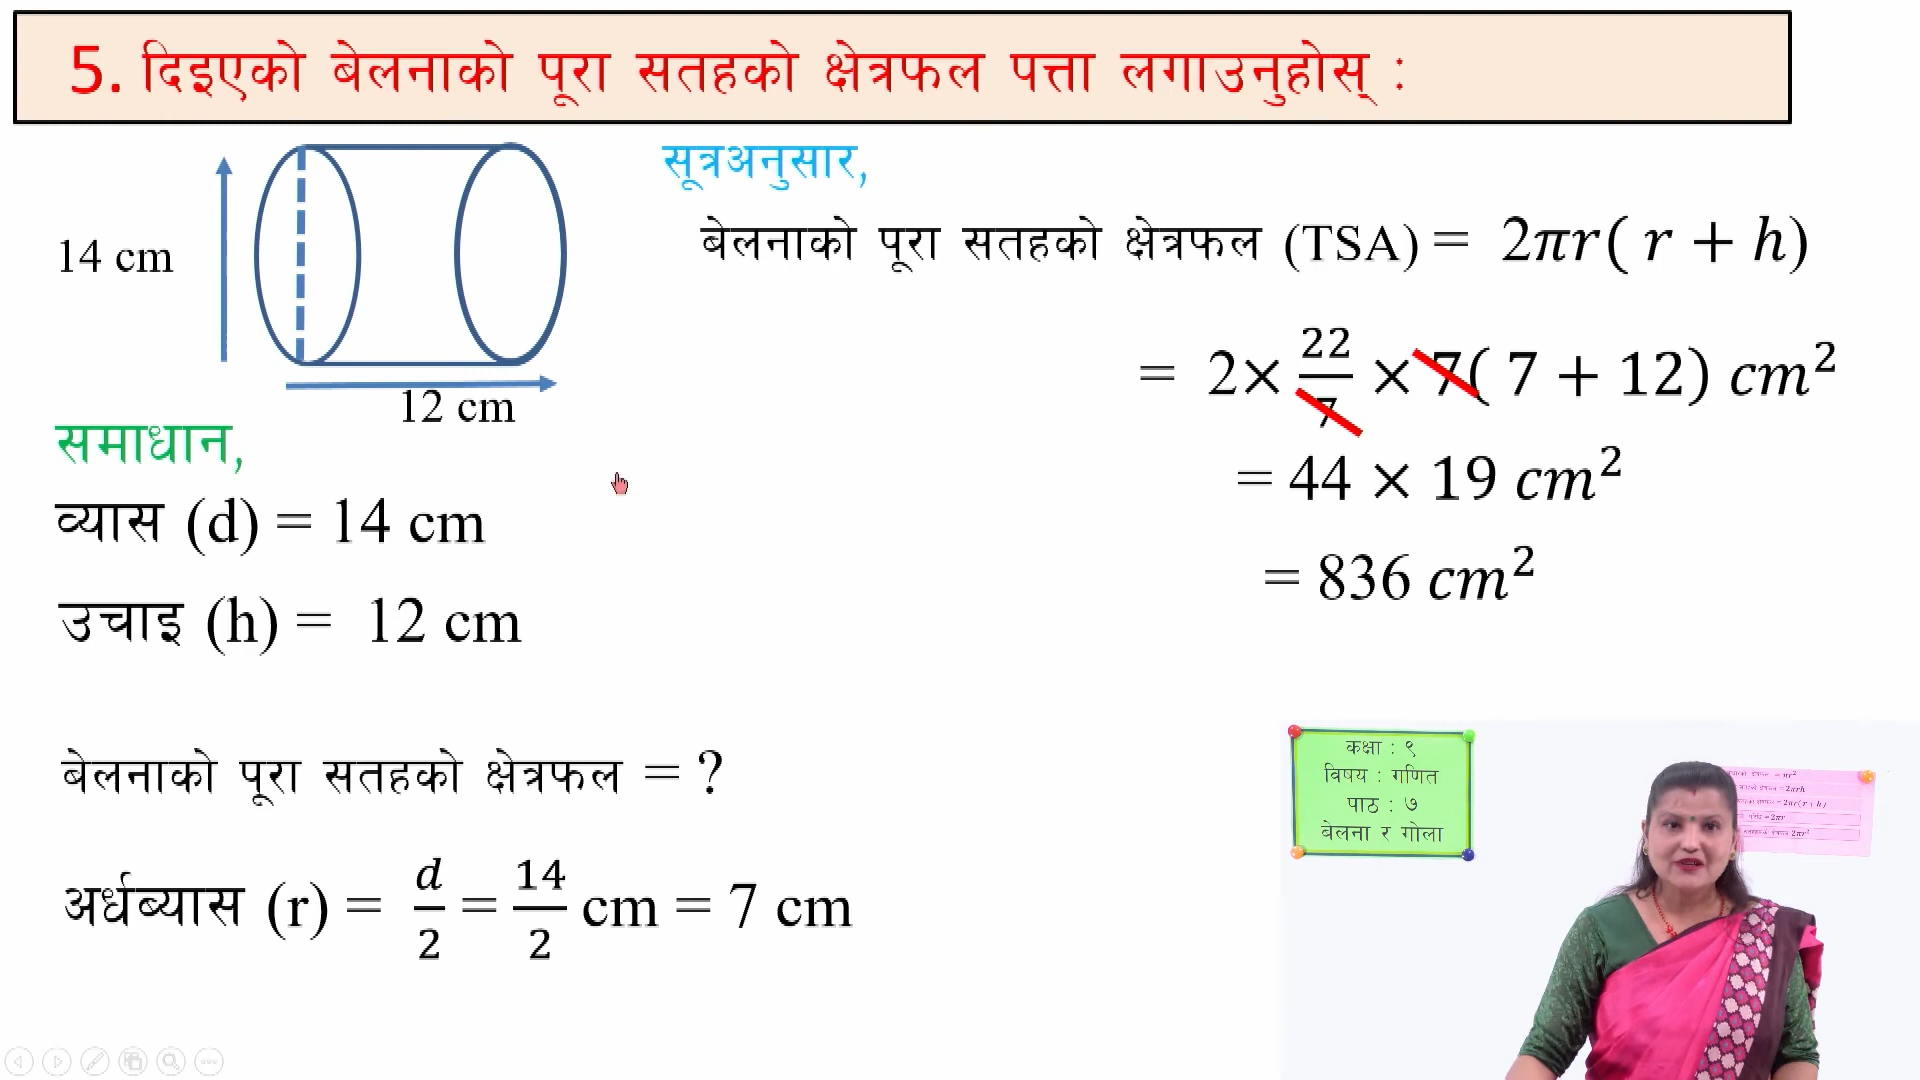 5. दिइएको बेलनाको पूरा सतहको क्षेत्रफल पत्ता लगाउनुहोस् :
14 cm
12 cm
समाधान,
व्यास (d) = 14 cm
उचाइ (h) = 12 cm
बेलनाको पूरा सतहको क्षेत्रफल = ?
अर्धब्यास (r) = d/2 = 14/2 cm = 7 cm
सूत्रअनुसार,
बेलनाको पूरा सतहको क्षेत्रफल (TSA) = 2πr( r + h)
= 2× 22/7 × 7( 7 + 12) cm²
= 44 × 19 cm²
= 836 cm²
कक्षा : ९
विषय : गणित
पाठ : ७
बेलना र गोला